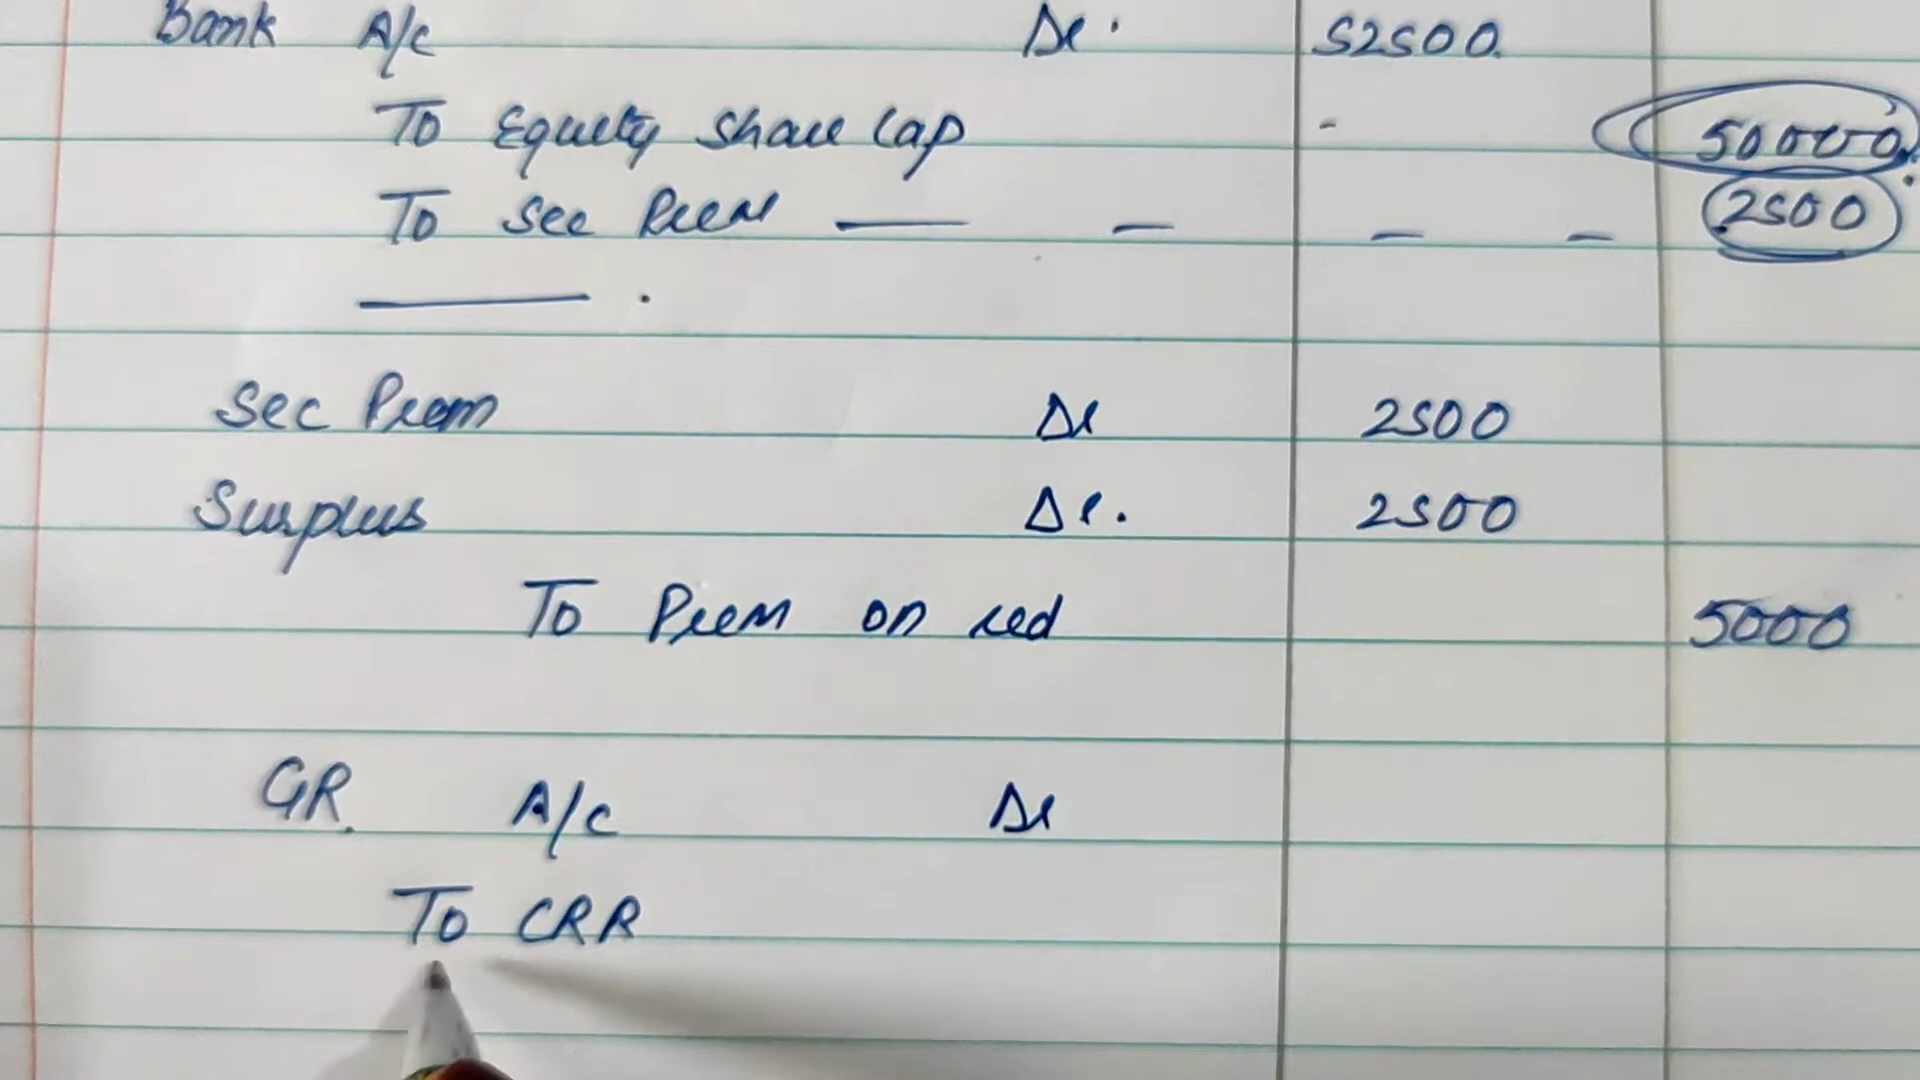 Bank A/c Dr. 52500.
To Equity Share Cap - 50000
To Sec Prem — — — — 2500
Sec Prem Dr 2500
Surplus Dr. 2500
To Prem on red 5000
GR. A/c Dr
To CRR